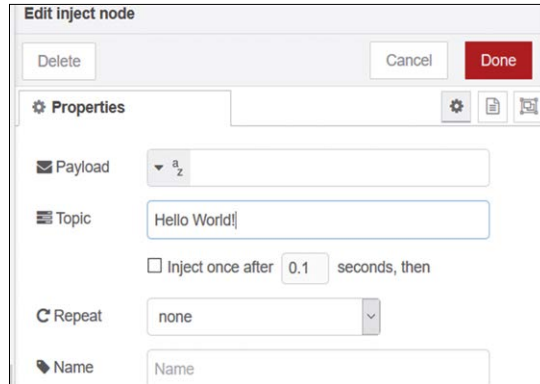 Edit inject node
Delete Cancel Done
Properties
Payload a z
Topic Hello World!
Inject once after 0.1 seconds, then
Repeat none
Name Name